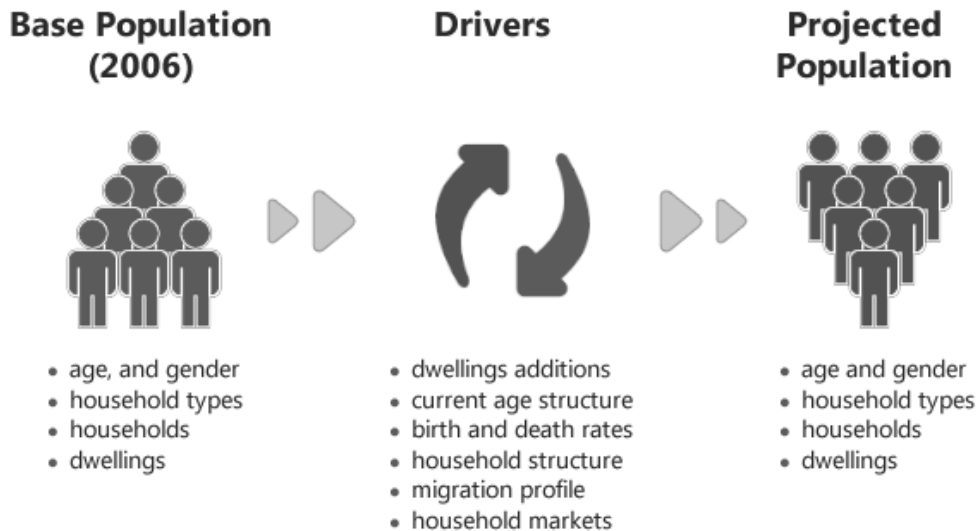 Base Population
(2006)
• age, and gender
• household types
• households
• dwellings
Drivers
• dwellings additions
• current age structure
• birth and death rates
• household structure
• migration profile
• household markets
Projected
Population
• age and gender
• household types
• households
• dwellings